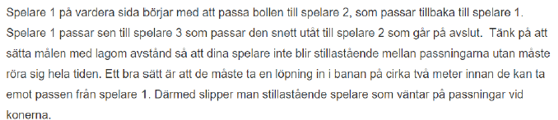 Spelare 1 på vardera sida börjar med att passa bollen till spelare 2, som passar tillbaka till spelare 1.
Spelare 1 passar sen till spelare 3 som passar den snett utåt till spelare 2 som går på avslut.  Tänk på att
sätta målen med lagom avstånd så att dina spelare inte blir stillastående mellan passningarna utan måste
röra sig hela tiden. Ett bra sätt är att de måste ta en löpning in i banan på cirka två meter innan de kan ta
emot passen från spelare 1. Därmed slipper man stillastående spelare som väntar på passningar vid
konerna.